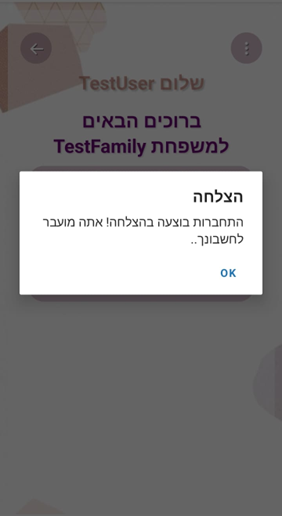 שלום TestUser
ברוכים הבאים
למשפחת TestFamily
הצלחה
התחברות בוצעה בהצלחה! אתה מועבר
לחשבונך..
OK